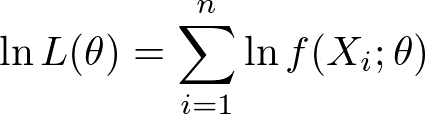 ln L(θ) = ∑_{i=1}^{n} ln f(X_i; θ)